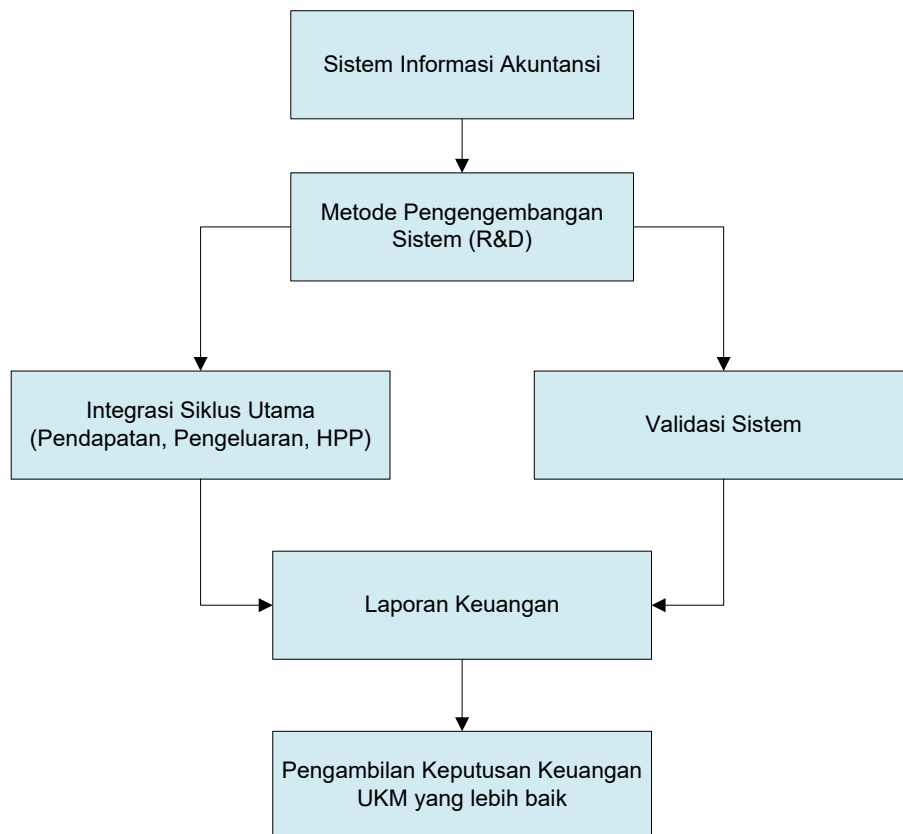 Sistem Informasi Akuntansi
Metode Pengengembangan
Sistem (R&D)
Integrasi Siklus Utama
(Pendapatan, Pengeluaran, HPP)
Validasi Sistem
Laporan Keuangan
Pengambilan Keputusan Keuangan
UKM yang lebih baik